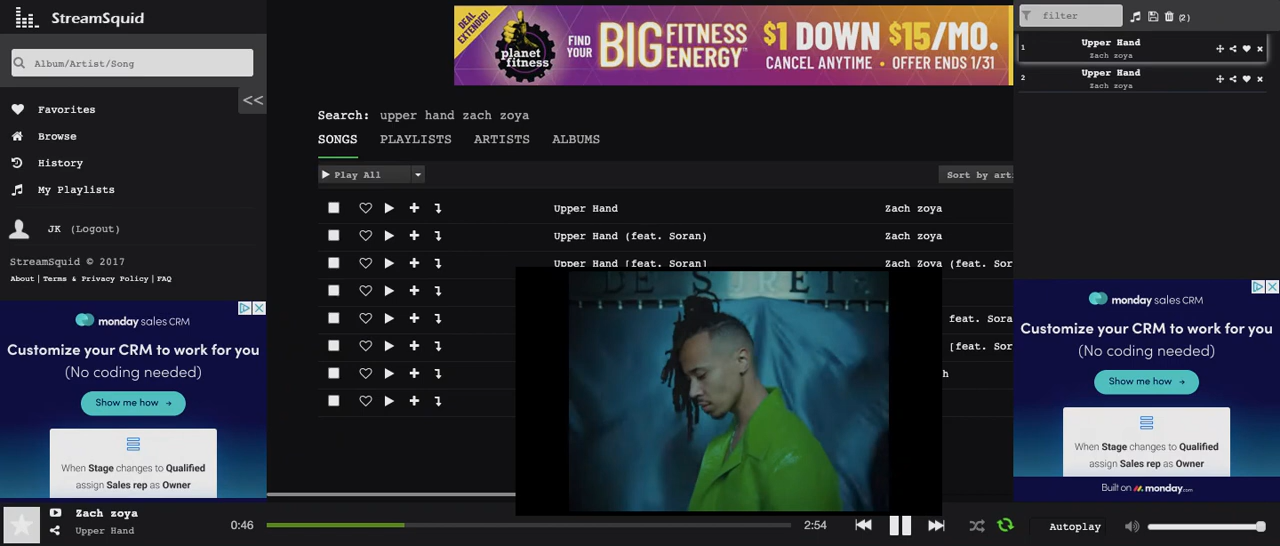 StreamSquid
Album/Artist/Song
<<
Favorites
Browse
History
My Playlists
JK (Logout)
StreamSquid © 2017
About | Terms & Privacy Policy | FAQ
monday sales CRM
Customize your CRM to work for you
(No coding needed)
Show me how →
When Stage changes to Qualified
assign Sales rep as Owner
DEAL EXTENDED!
planet fitness
FIND YOUR BIG FITNESS ENERGY™
$1 DOWN $15/MO.
CANCEL ANYTIME • OFFER ENDS 1/31
Search: upper hand zach zoya
SONGS PLAYLISTS ARTISTS ALBUMS
Play All
Sort by art
Upper Hand Zach zoya
Upper Hand (feat. Soran) Zach zoya
Upper Hand [feat. Soran] Zach Zoya (feat. Sor
feat. Sora
[feat. Sor
h
DE SURETE
filter
(2)
1 Upper Hand
Zach zoya
2 Upper Hand
Zach zoya
monday sales CRM
Customize your CRM to work for you
(No coding needed)
Show me how →
When Stage changes to Qualified
assign Sales rep as Owner
Built on monday.com
Zach zoya
Upper Hand
0:46
2:54
Autoplay